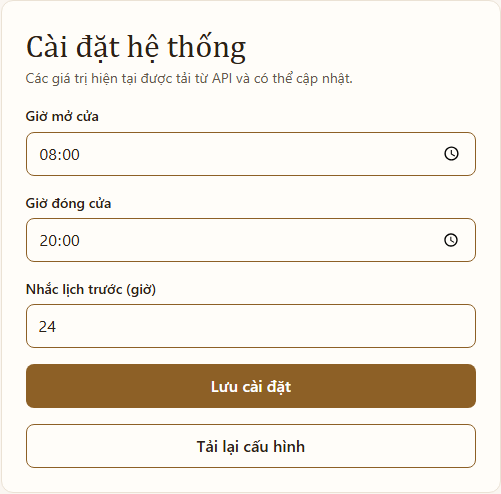 Cài đặt hệ thống
Các giá trị hiện tại được tải từ API và có thể cập nhật.
Giờ mở cửa
08:00
Giờ đóng cửa
20:00
Nhắc lịch trước (giờ)
24
Lưu cài đặt
Tải lại cấu hình